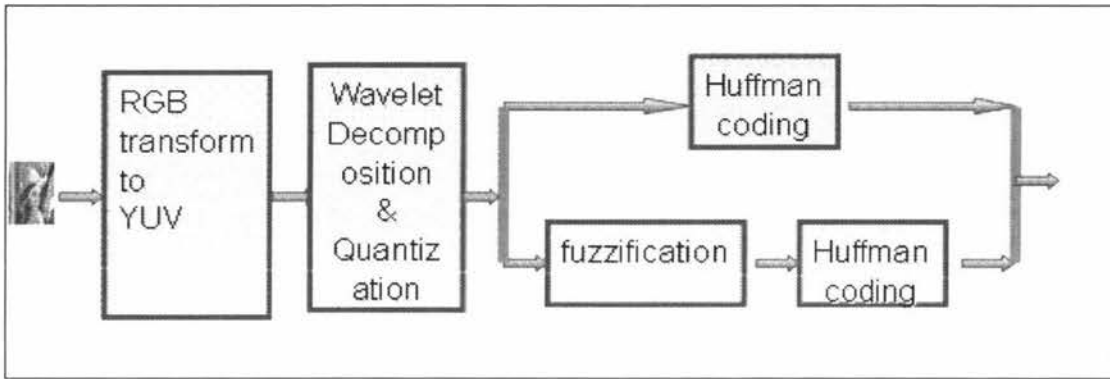 RGB
transform
to
YUV
Wavelet
Decomp
osition
&
Quantiz
ation
Huffman
coding
fuzzification
Huffman
coding